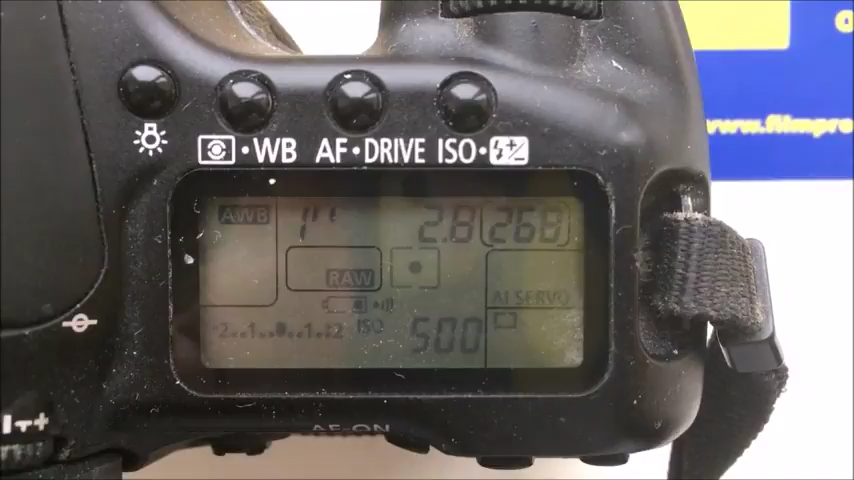 www.filmpro
WB AF•DRIVE ISO•
AWB 1" 2.8 268
RAW
AI SERVO
-2..1..0..1.:2 ISO 500
AF-ON